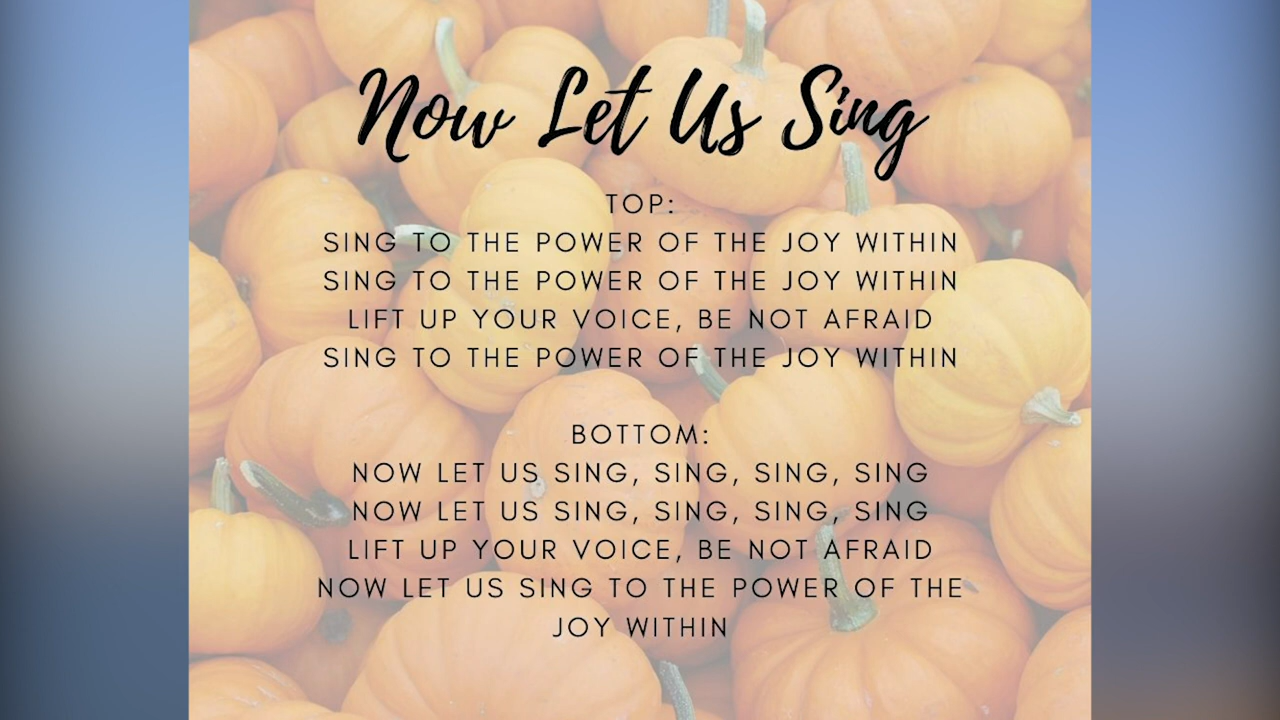 Now Let Us Sing
TOP:
SING TO THE POWER OF THE JOY WITHIN
SING TO THE POWER OF THE JOY WITHIN
LIFT UP YOUR VOICE, BE NOT AFRAID
SING TO THE POWER OF THE JOY WITHIN
BOTTOM:
NOW LET US SING, SING, SING, SING
NOW LET US SING, SING, SING, SING
LIFT UP YOUR VOICE, BE NOT AFRAID
NOW LET US SING TO THE POWER OF THE
JOY WITHIN